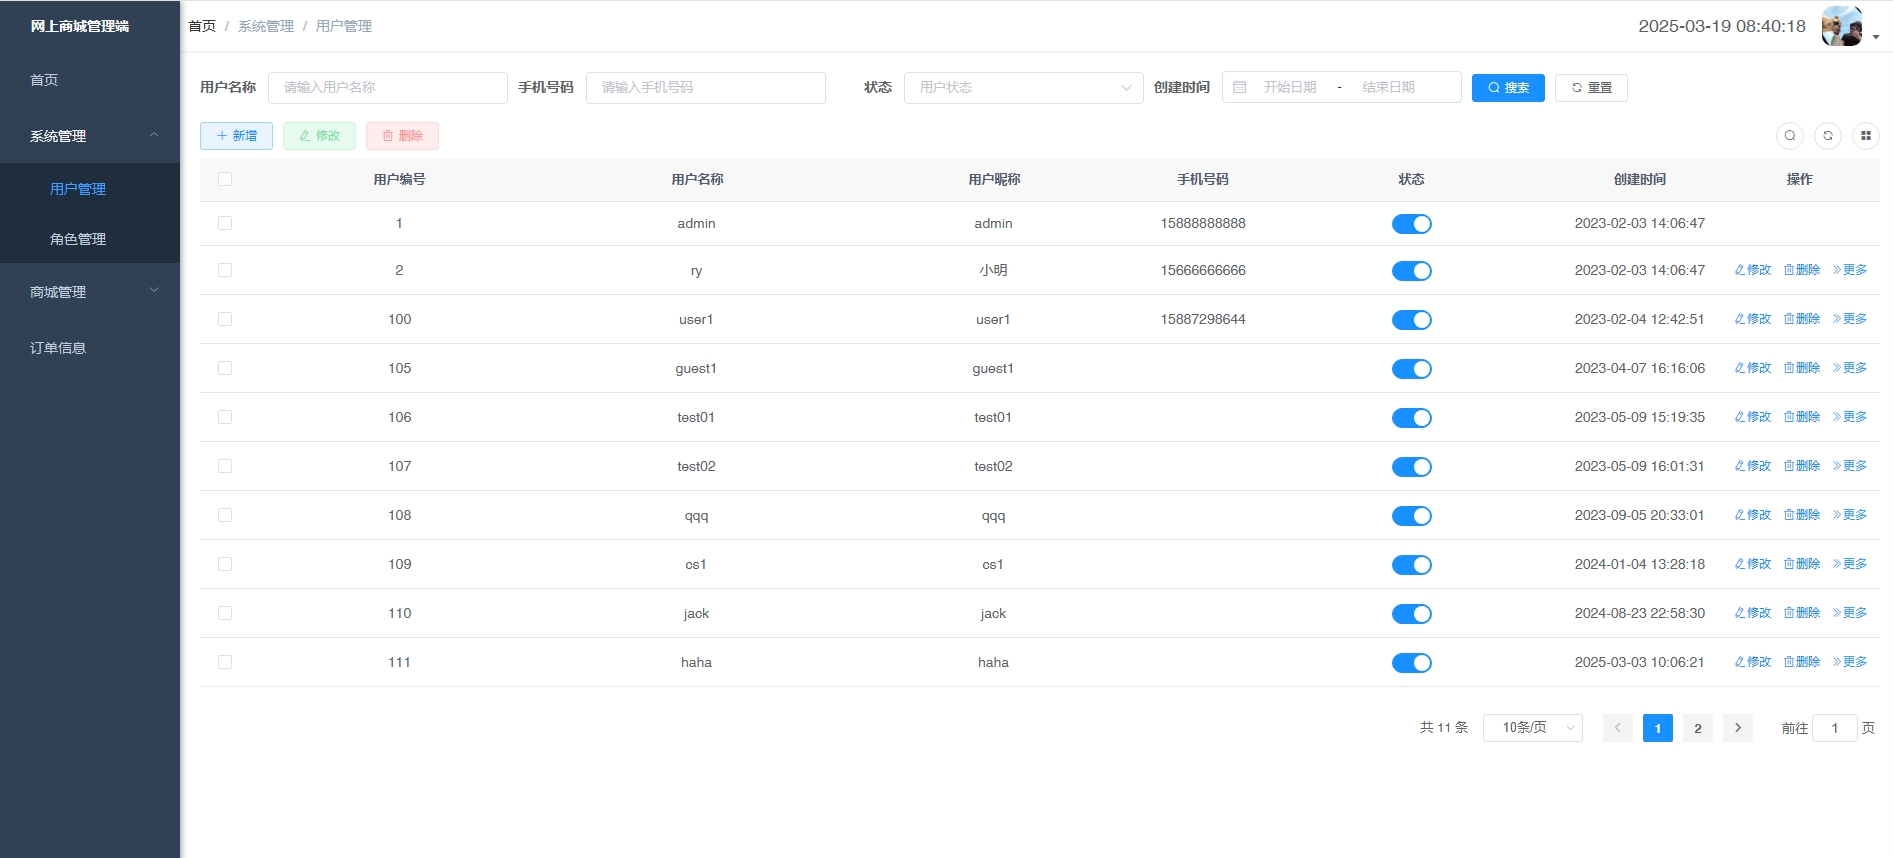 网上商城管理端
首页
系统管理
用户管理
角色管理
商城管理
订单信息
首页 / 系统管理 / 用户管理
2025-03-19 08:40:18
用户名称 请输入用户名称 手机号码 请输入手机号码 状态 用户状态 创建时间 开始日期 - 结束日期 搜索 重置
新增 修改 删除
用户编号 用户名称 用户昵称 手机号码 状态 创建时间 操作
1 admin admin 15888888888 2023-02-03 14:06:47
2 ry 小明 15666666666 2023-02-03 14:06:47 修改 删除 更多
100 user1 user1 15887298644 2023-02-04 12:42:51 修改 删除 更多
105 guest1 guest1 2023-04-07 16:16:06 修改 删除 更多
106 test01 test01 2023-05-09 15:19:35 修改 删除 更多
107 test02 test02 2023-05-09 16:01:31 修改 删除 更多
108 qqq qqq 2023-09-05 20:33:01 修改 删除 更多
109 cs1 cs1 2024-01-04 13:28:18 修改 删除 更多
110 jack jack 2024-08-23 22:58:30 修改 删除 更多
111 haha haha 2025-03-03 10:06:21 修改 删除 更多
共 11 条 10条/页 1 2 前往 1 页